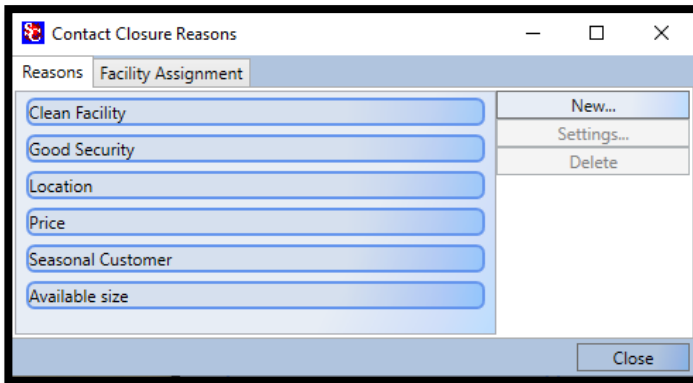 Contact Closure Reasons
Reasons Facility Assignment
Clean Facility
Good Security
Location
Price
Seasonal Customer
Available size
New...
Settings...
Delete
Close